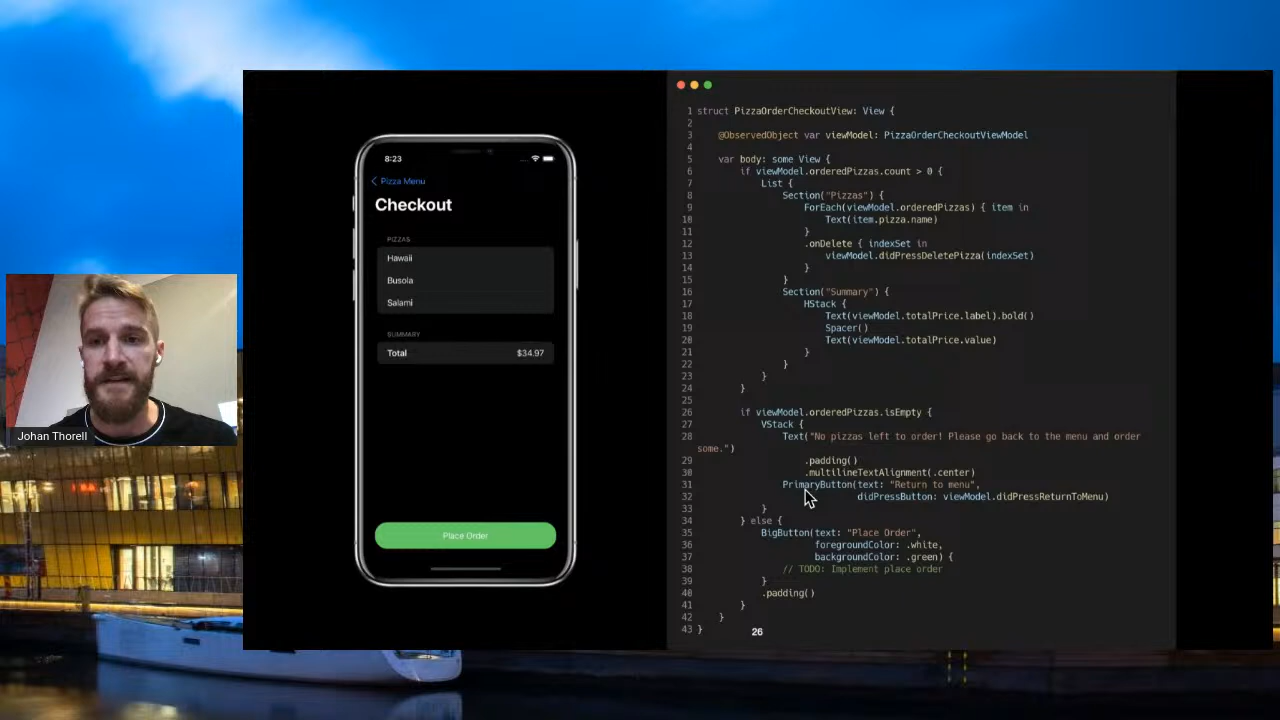 8:23
Pizza Menu
Checkout
PIZZAS
Hawaii
Busola
Salami
SUMMARY
Total $34.97
Place Order
Johan Thorell
1 struct PizzaOrderCheckoutView: View {
2
3 @ObservedObject var viewModel: PizzaOrderCheckoutViewModel
4
5 var body: some View {
6 if viewModel.orderedPizzas.count > 0 {
7 List {
8 Section("Pizzas") {
9 ForEach(viewModel.orderedPizzas) { item in
10 Text(item.pizza.name)
11 }
12 .onDelete { indexSet in
13 viewModel.didPressDeletePizza(indexSet)
14 }
15 }
16 Section("Summary") {
17 HStack {
18 Text(viewModel.totalPrice.label).bold()
19 Spacer()
20 Text(viewModel.totalPrice.value)
21 }
22 }
23 }
24 }
25
26 if viewModel.orderedPizzas.isEmpty {
27 VStack {
28 Text("No pizzas left to order! Please go back to the menu and order
some.")
29 .padding()
30 .multilineTextAlignment(.center)
31 PrimaryButton(text: "Return to menu",
32 didPressButton: viewModel.didPressReturnToMenu)
33 }
34 } else {
35 BigButton(text: "Place Order",
36 foregroundColor: .white,
37 backgroundColor: .green) {
38 // TODO: Implement place order
39 }
40 .padding()
41 }
42 }
43 }
26